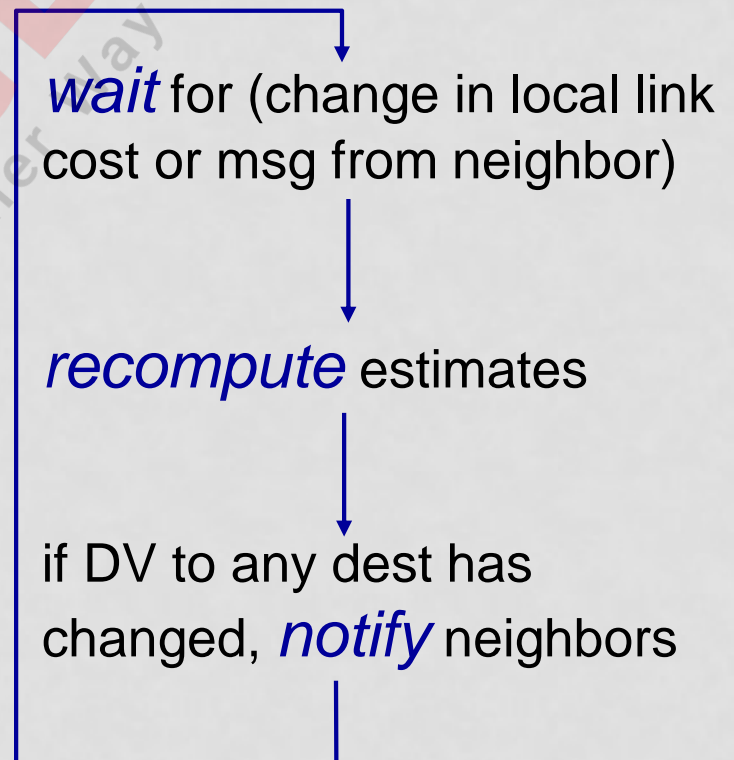 way
wait for (change in local link
cost or msg from neighbor)
recompute estimates
if DV to any dest has
changed, notify neighbors